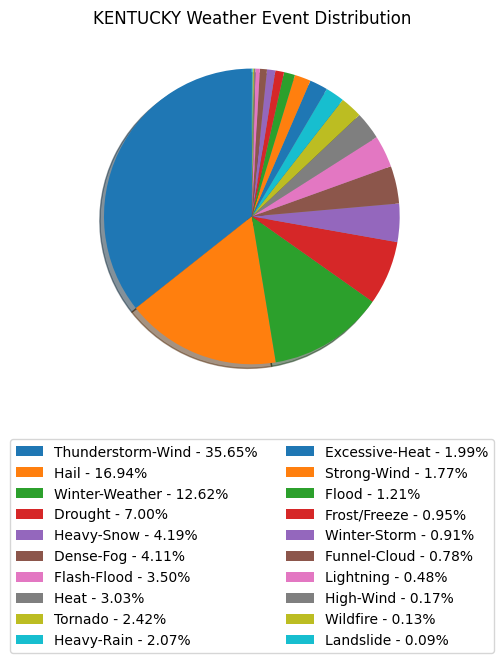 KENTUCKY Weather Event Distribution
Thunderstorm-Wind - 35.65%
Hail - 16.94%
Winter-Weather - 12.62%
Drought - 7.00%
Heavy-Snow - 4.19%
Dense-Fog - 4.11%
Flash-Flood - 3.50%
Heat - 3.03%
Tornado - 2.42%
Heavy-Rain - 2.07%
Excessive-Heat - 1.99%
Strong-Wind - 1.77%
Flood - 1.21%
Frost/Freeze - 0.95%
Winter-Storm - 0.91%
Funnel-Cloud - 0.78%
Lightning - 0.48%
High-Wind - 0.17%
Wildfire - 0.13%
Landslide - 0.09%